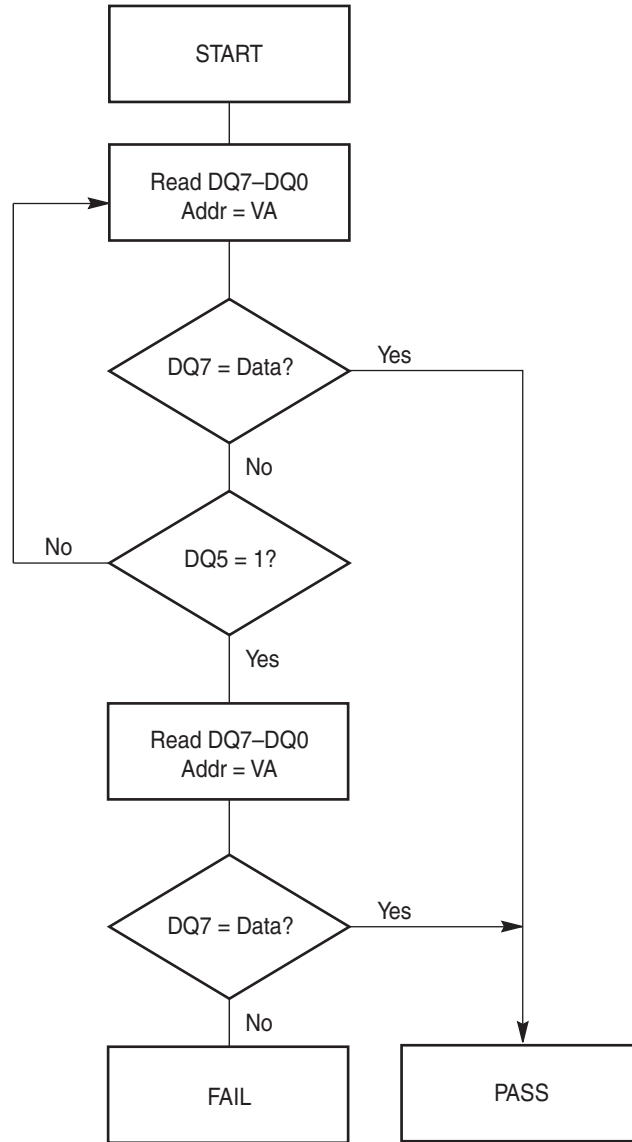 START
Read DQ7–DQ0
Addr = VA
DQ7 = Data?
Yes
No
No
DQ5 = 1?
Yes
Read DQ7–DQ0
Addr = VA
DQ7 = Data?
Yes
No
FAIL
PASS